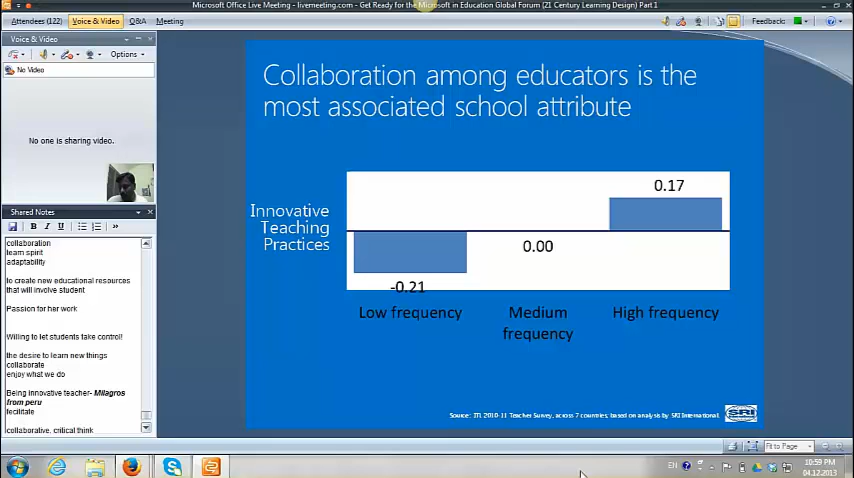 Microsoft Office Live Meeting - livemeeting.com - Get Ready for the Microsoft in Education Global Forum (21 Century Learning Design) Part 1
Attendees (122)
Voice & Video
Q&A
Meeting
Feedback:
Voice & Video
Options
No Video
No one is sharing video.
Shared Notes
B I U
collaboration
learn spirit
adaptability
to create new educational resources
that will involve student
Passion for her work
Willing to let students take control!
the desire to learn new things
collaborate
enjoy what we do
Being innovative teacher- Milagros
from peru
fecilitate
collaborative, critical think
Collaboration among educators is the
most associated school attribute
Innovative
Teaching
Practices
0.17
0.00
-0.21
Low frequency
Medium
frequency
High frequency
Source: ITL 2010-11 Teacher Survey, across 7 countries; based on analysis by SRI International.
SRI
Fit to Page
EN
10:59 PM
04.12.2013